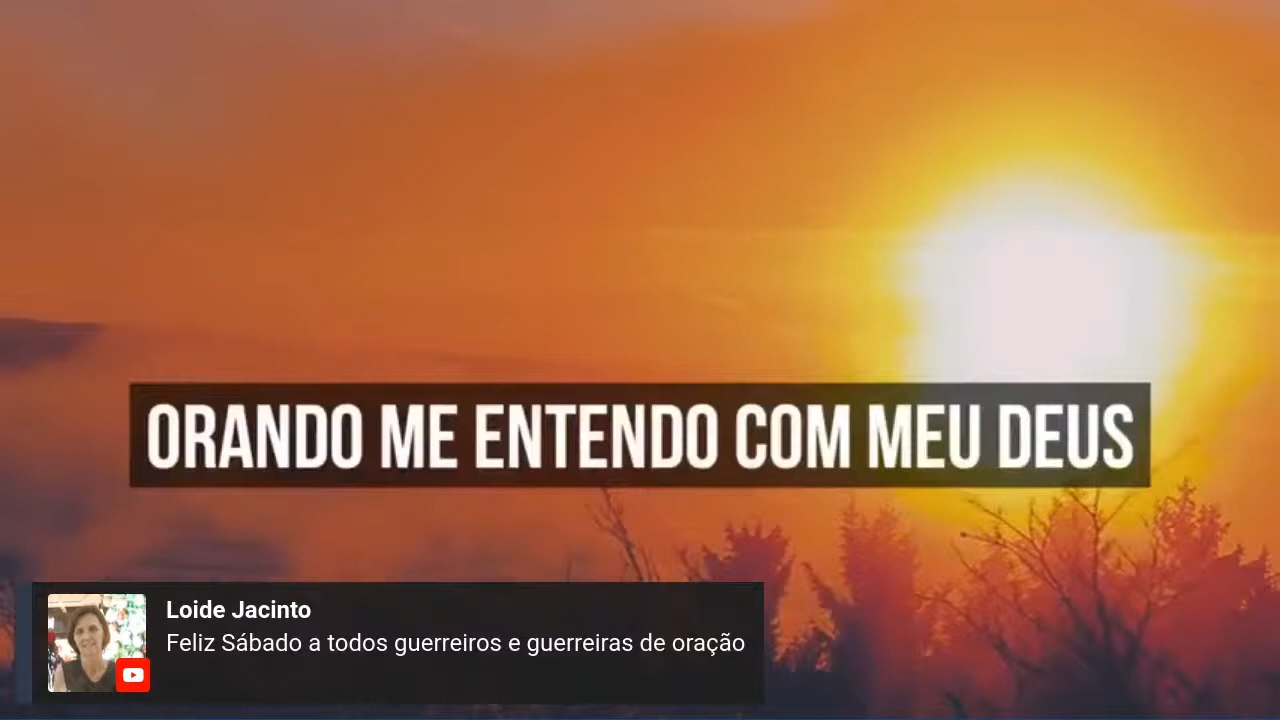 ORANDO ME ENTENDO COM MEU DEUS
Loide Jacinto
Feliz Sábado a todos guerreiros e guerreiras de oração